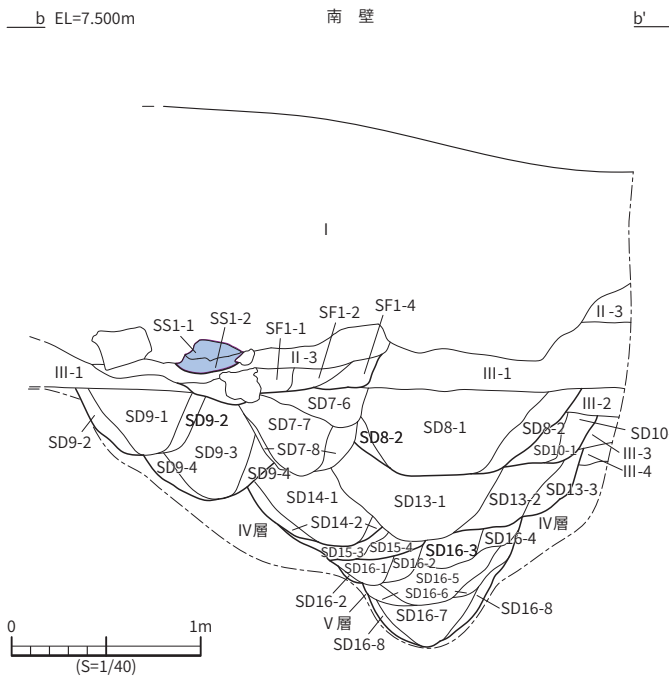 b EL=7.500m 南 壁 b'
I
SS1-1
SS1-2
SF1-1
SF1-2
SF1-4
II-3
II-3
III-1
III-1
SD7-6
III-2
SD9-1
SD9-2
SD7-7
SD8-2
SD8-1
SD8-2
SD10
SD9-2
SD9-3
SD7-8
SD10-1
III-3
SD9-4
SD9-4
III-4
SD14-1
SD13-1
SD13-2
SD13-3
IV層
SD14-2
IV層
SD15-3
SD15-4
SD16-3
SD16-4
SD16-1
SD16-2
SD16-5
SD16-2
SD16-6
SD16-8
V層
SD16-7
SD16-8
0 1m
(S=1/40)